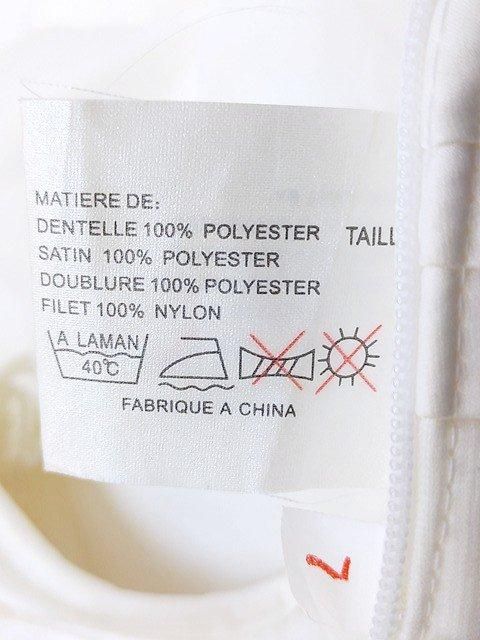 MATIERE DE:
DENTELLE 100% POLYESTER TAILL
SATIN 100% POLYESTER
DOUBLURE 100% POLYESTER
FILET 100% NYLON
A LAMAN
40℃
FABRIQUE A CHINA